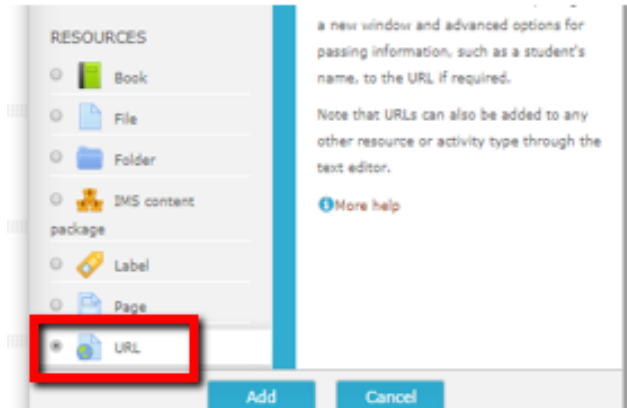 RESOURCES
Book
File
Folder
IMS content
package
Label
Page
URL
a new window and advanced options for
passing information, such as a student's
name, to the URL if required.
Note that URLs can also be added to any
other resource or activity type through the
text editor.
More help
Add
Cancel